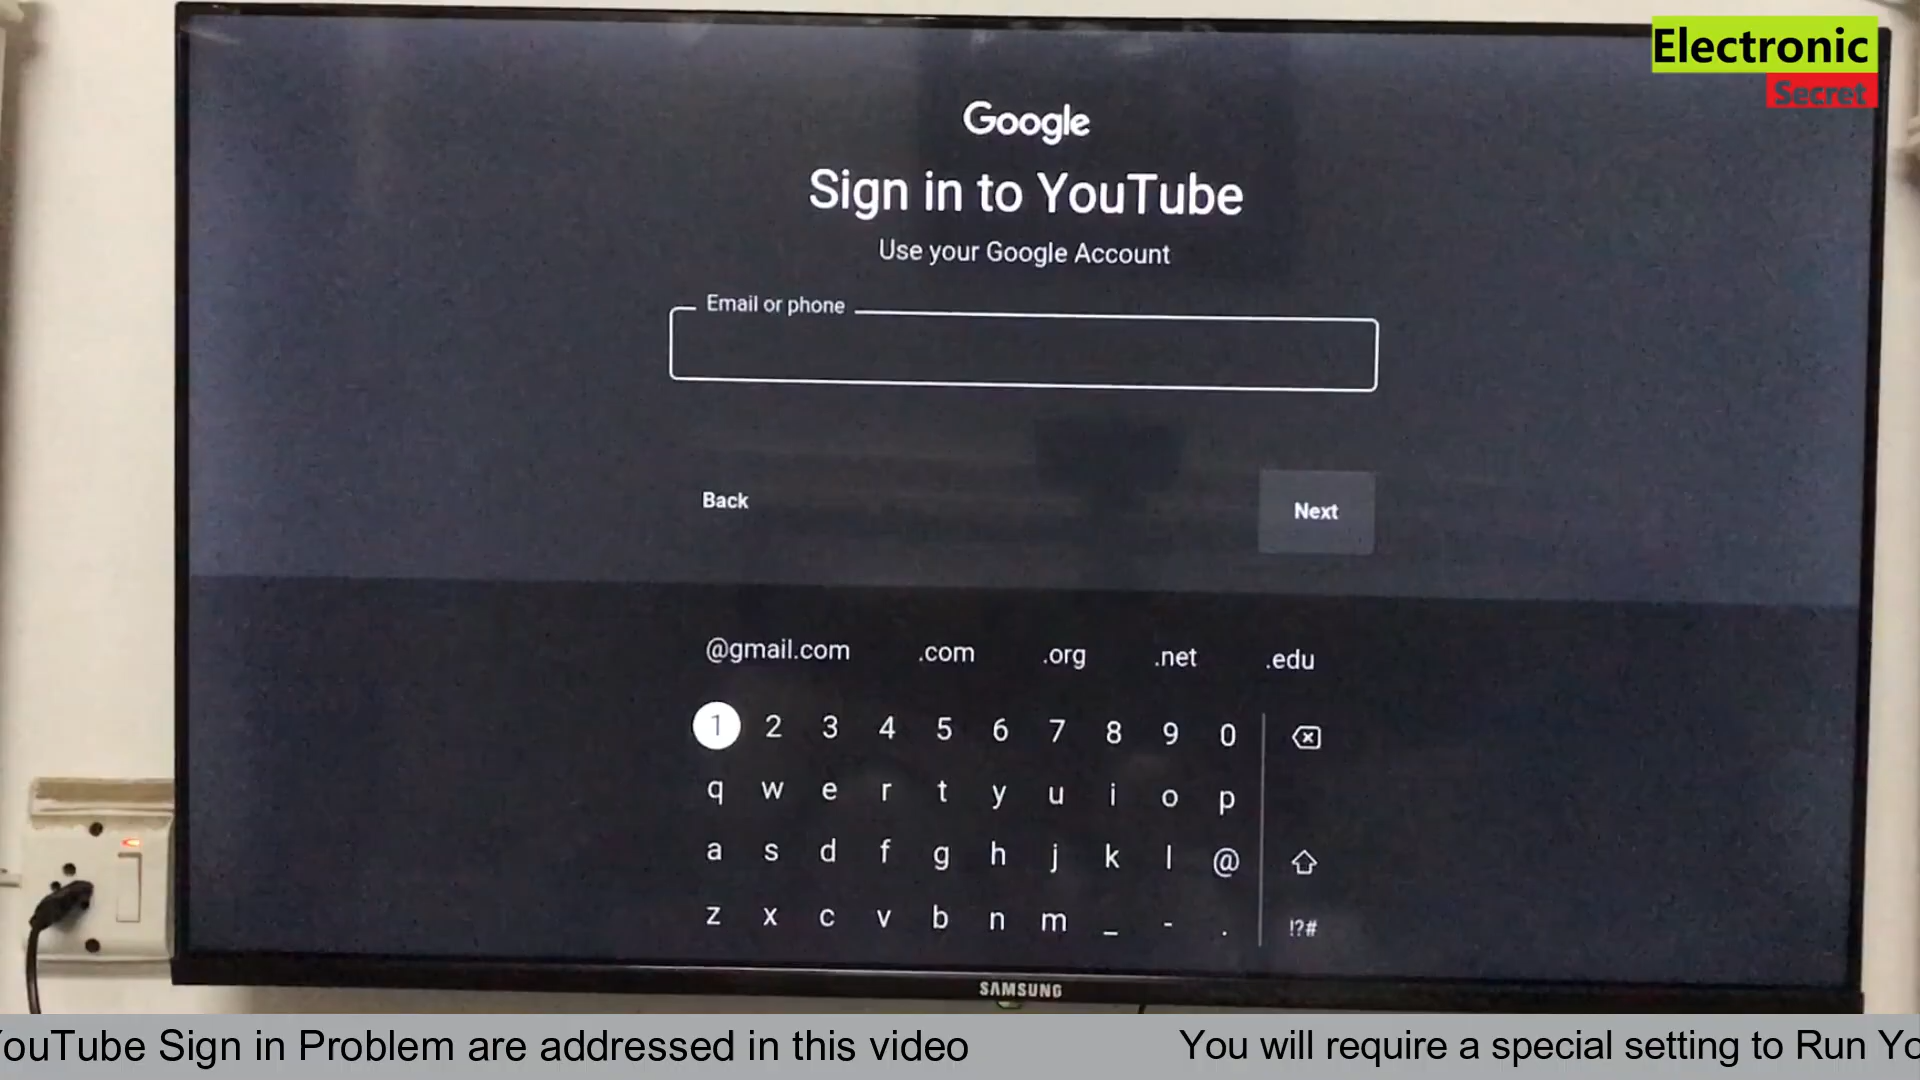 Electronic
Secret
Google
Sign in to YouTube
Use your Google Account
Email or phone
Back
Next
@gmail.com .com .org .net .edu
1 2 3 4 5 6 7 8 9 0
q w e r t y u i o p
a s d f g h j k l @
z x c v b n m _ - . !?#
SAMSUNG
YouTube Sign in Problem are addressed in this video You will require a special setting to Run